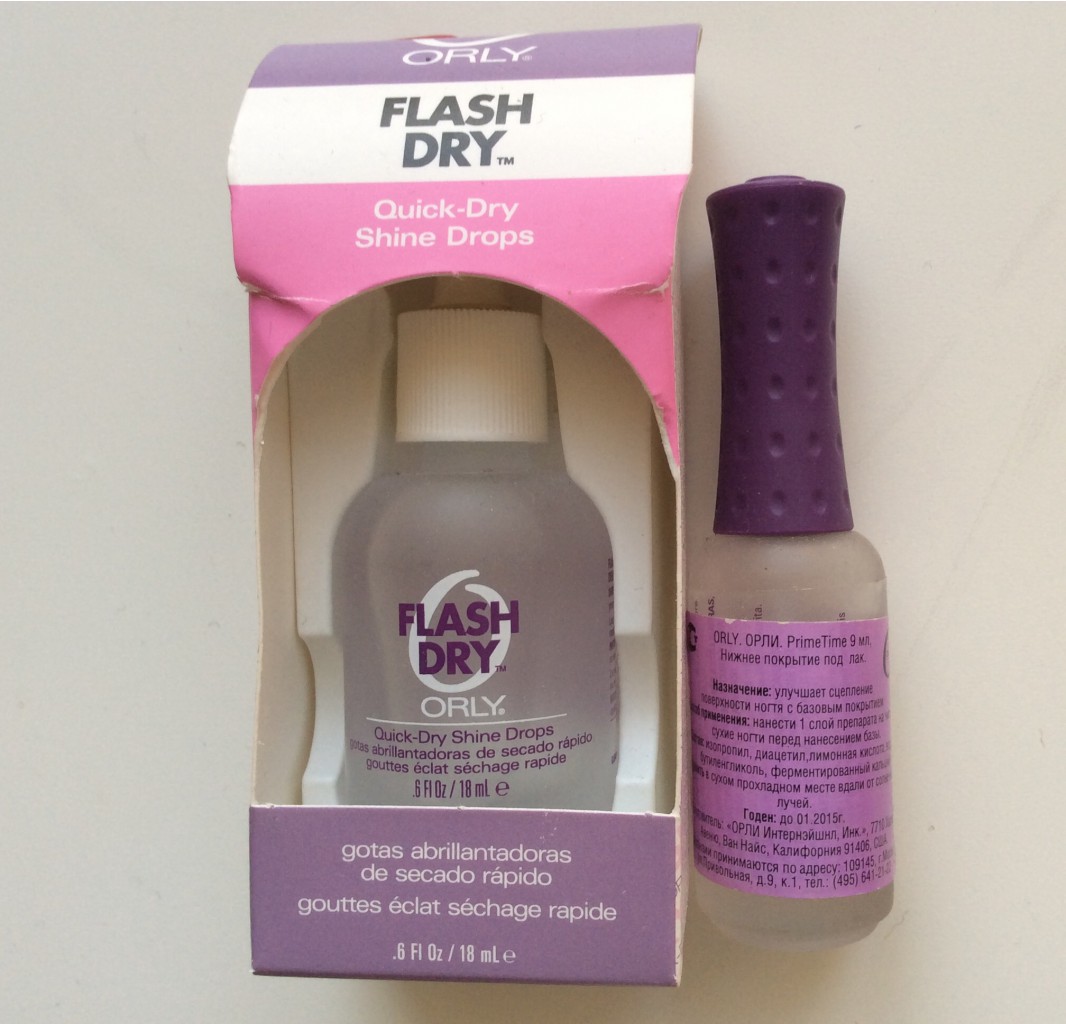 ORLY®
FLASH
DRY™
Quick-Dry
Shine Drops
FLASH
DRY™
ORLY®
Quick-Dry Shine Drops
gotas abrillantadoras de secado rápido
gouttes éclat séchage rapide
.6 Fl Oz / 18 mL ℮
gotas abrillantadoras
de secado rápido
gouttes éclat séchage rapide
.6 Fl Oz / 18 mL ℮
ORLY. ОРЛИ. PrimeTime 9 мл,
Нижнее покрытие под лак.
Назначение: улучшает сцепление
поверхности ногтя с базовым покрытием
применения: нанести 1 слой препарата на
сухие ногти перед нанесением базы.
изопропил, диацетил,лимонная кислота,
бутиленгликоль, ферментированный
в сухом прохладном месте вдали от
лучей.
Годен: до 01.2015г.
«ОРЛИ Интернэйшнл, Инк.», 7710
Ван Найс, Калифорния 91406, США
принимаются по адресу: 109145, г.
Привольная, д.9, к.1, тел.: (495) 641-21-